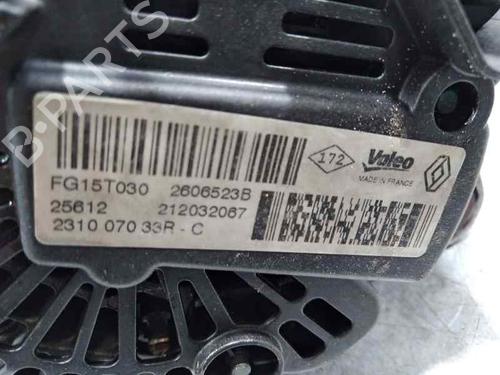 B-PARTS
172 Valeo
MADE IN FRANCE
FG15T030 2606523B
25612 212032067
2310 070 33R - C